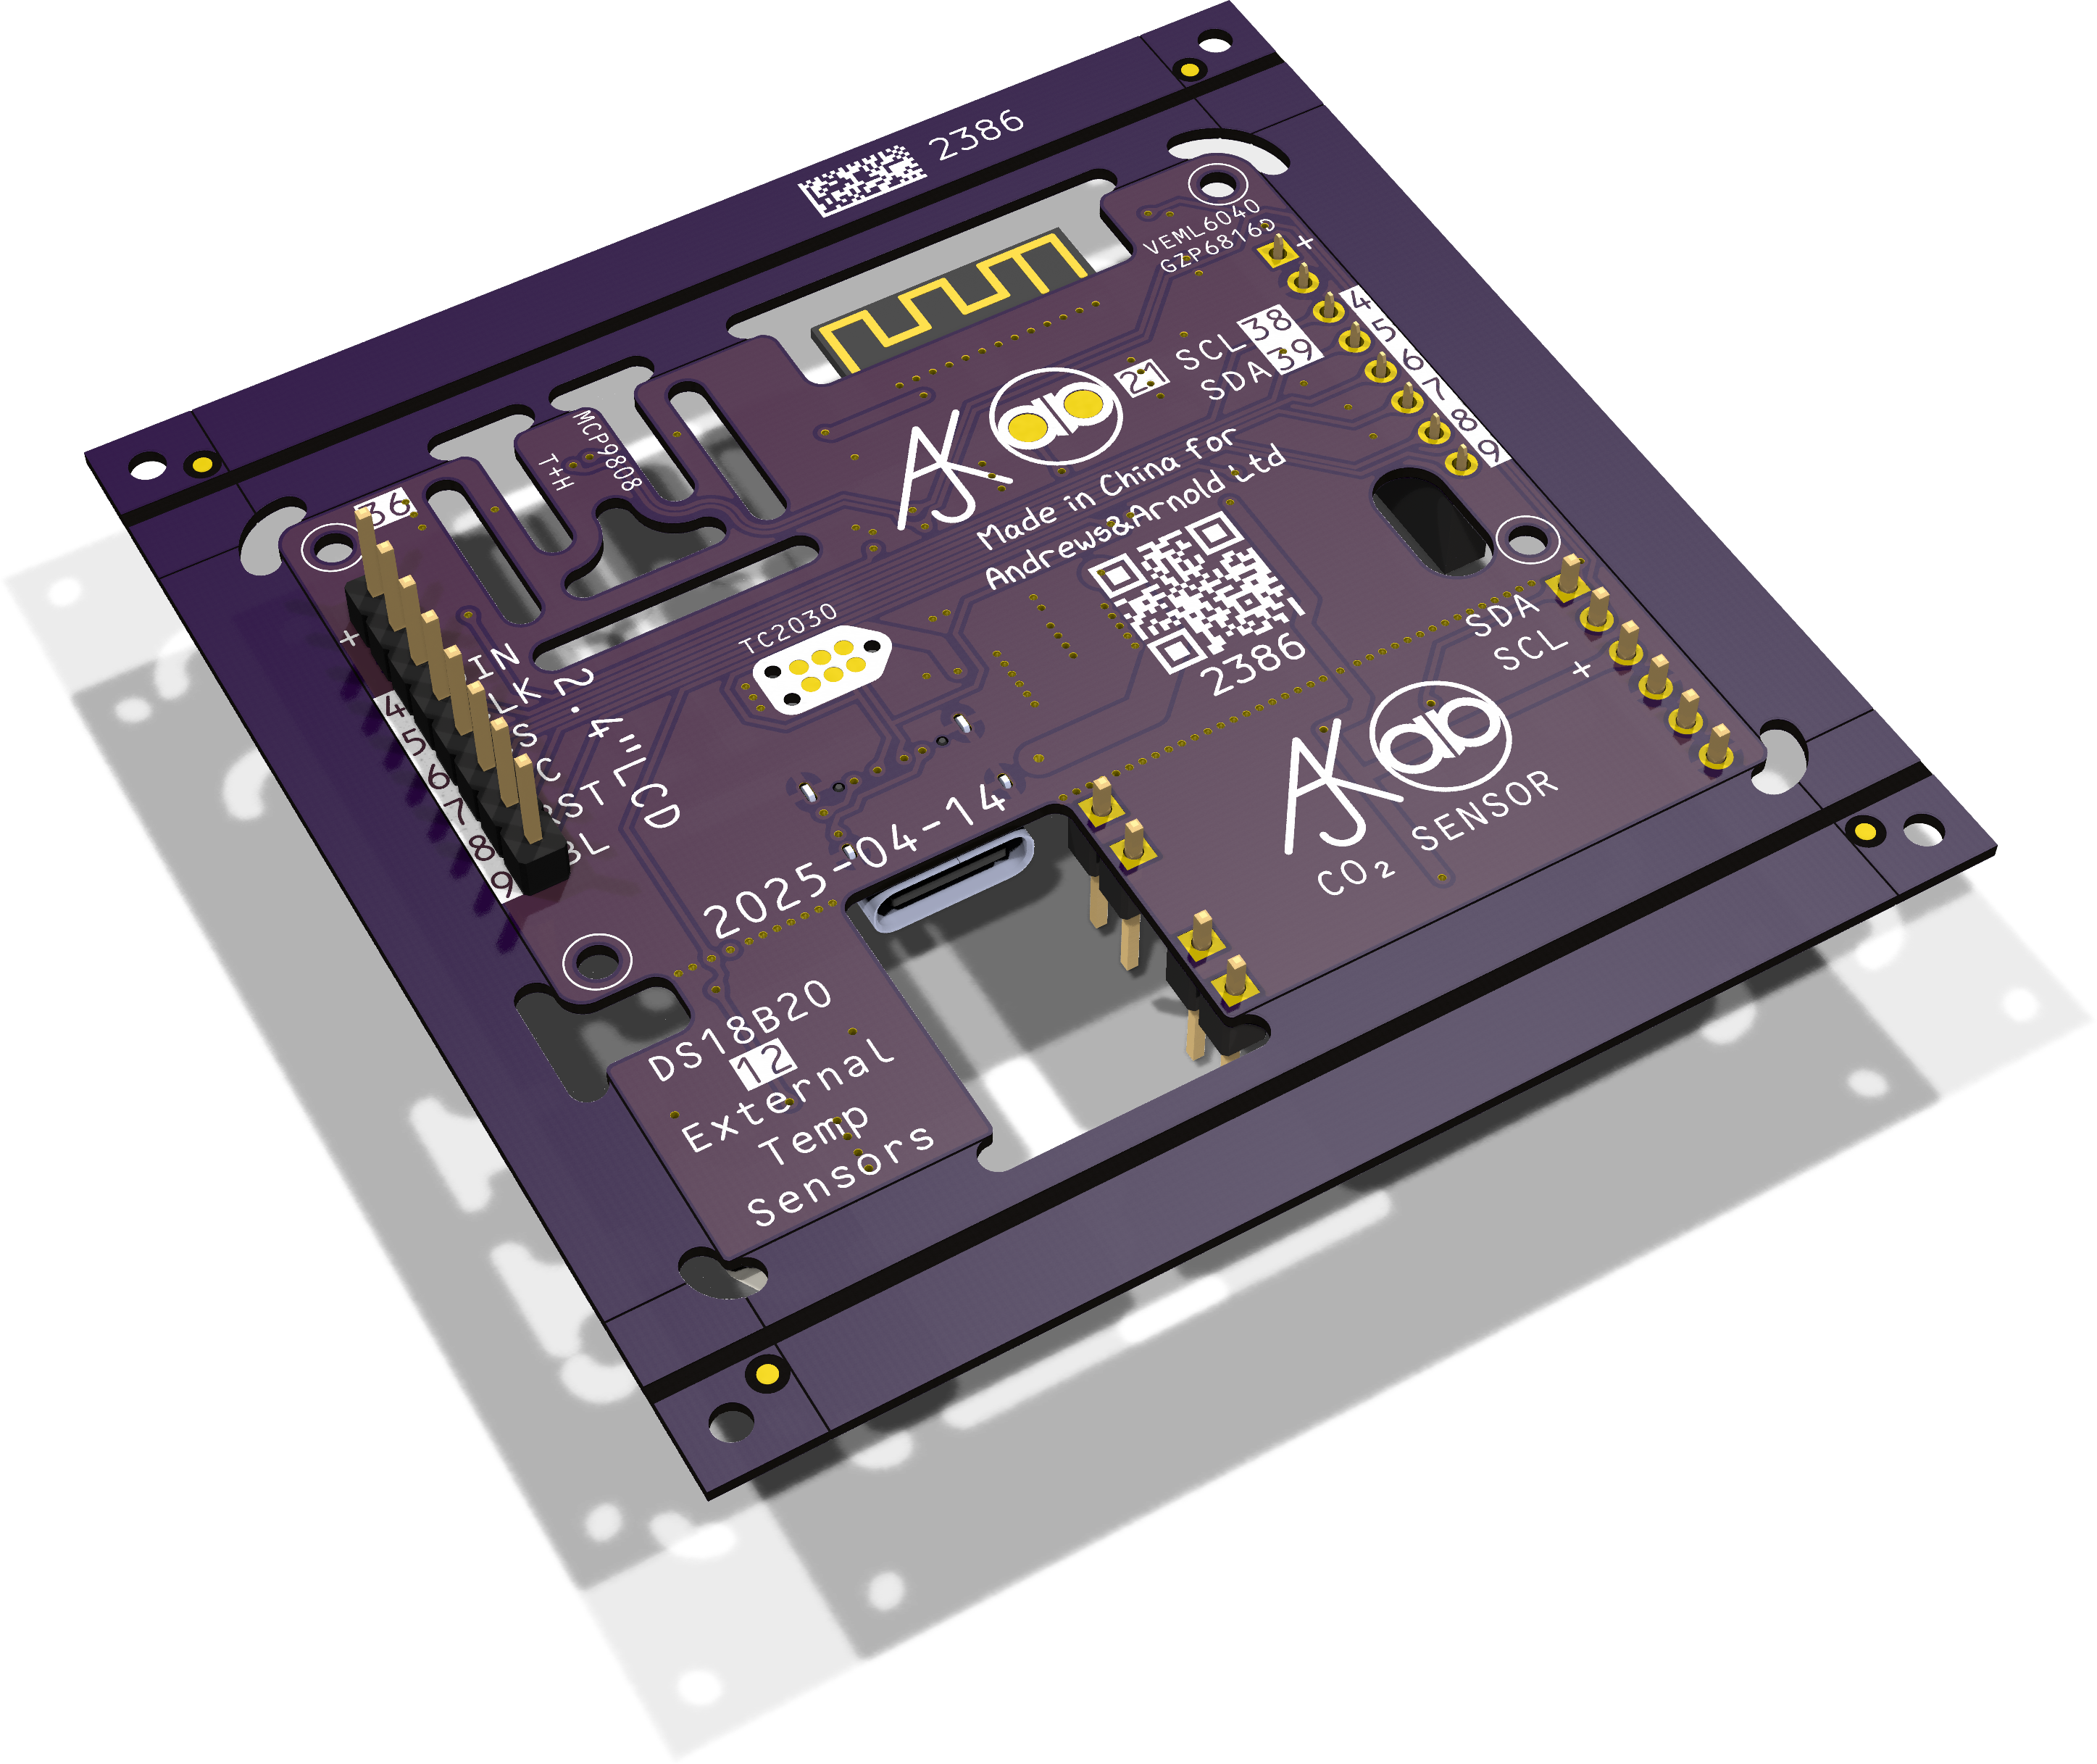 2386
VEML6040
GZP6816D
+
4
5
6
7
8
9
SCL 38
SDA 39
21
AJK
Made in China for
Andrews&Arnold Ltd
2386
MCP9808
T+H
36
+
4
5
6
7
8
9
IN
LK
S
C
RST
BL
2.4" LCD
TC2030
2025-04-14
SDA
SCL
+
AJK
CO₂ SENSOR
DS18B20
12
External
Temp
Sensors